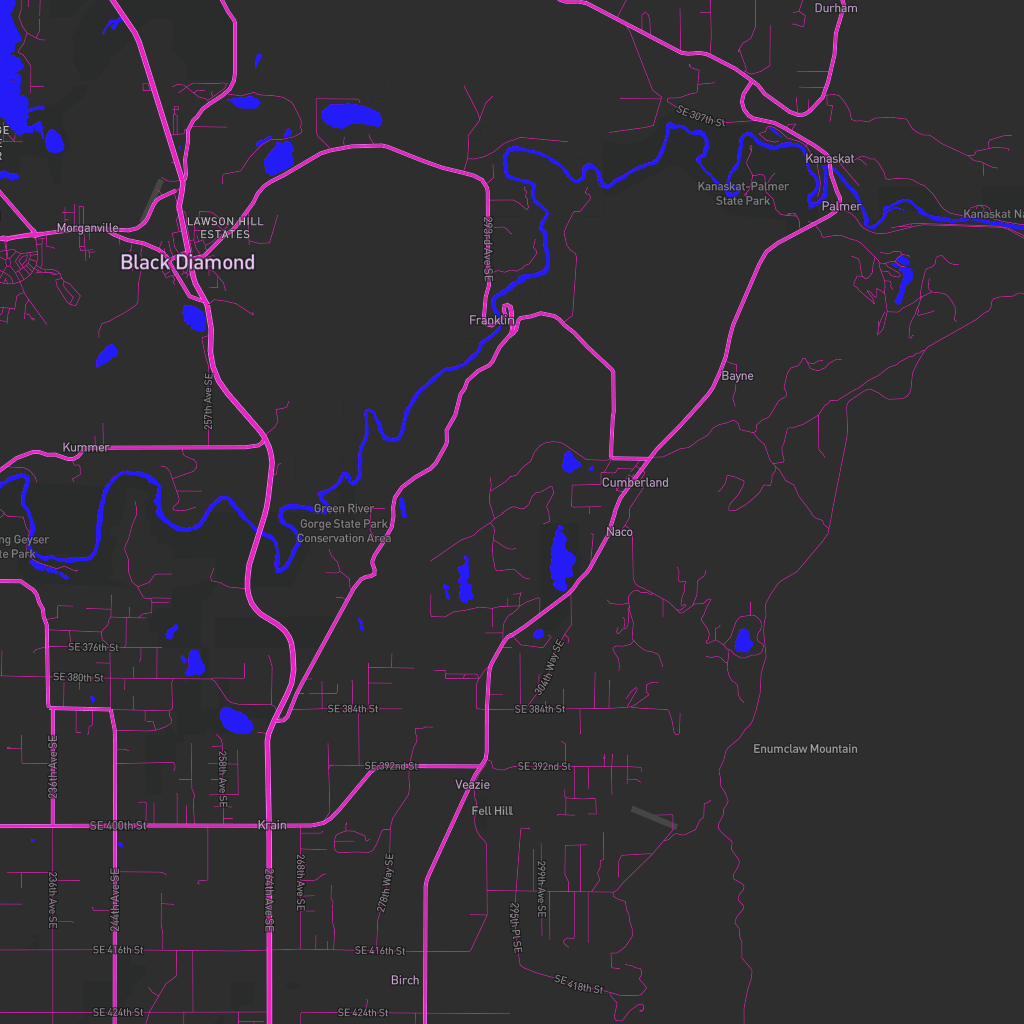 Durham
SE 307th St
Kanaskat
Kanaskat-Palmer
State Park
Palmer
Kanaskat Na
LAWSON HILL
ESTATES
Morganville
Black Diamond
293rd Ave SE
Franklin
Bayne
257th Ave SE
Kummer
Cumberland
Green River
Gorge State Park
Conservation Area
Naco
ng Geyser
te Park
SE 376th St
304th Way SE
SE 380th St
SE 384th St
SE 384th St
236th Ave SE
258th Ave SE
Enumclaw Mountain
SE 392nd St
SE 392nd St
Veazie
Fell Hill
SE 400th St
Krain
236th Ave SE
244th Ave SE
264th Ave SE
268th Ave SE
278th Way SE
299th Ave SE
295th Pl SE
SE 416th St
SE 416th St
Birch
SE 418th St
SE 424th St
SE 424th St